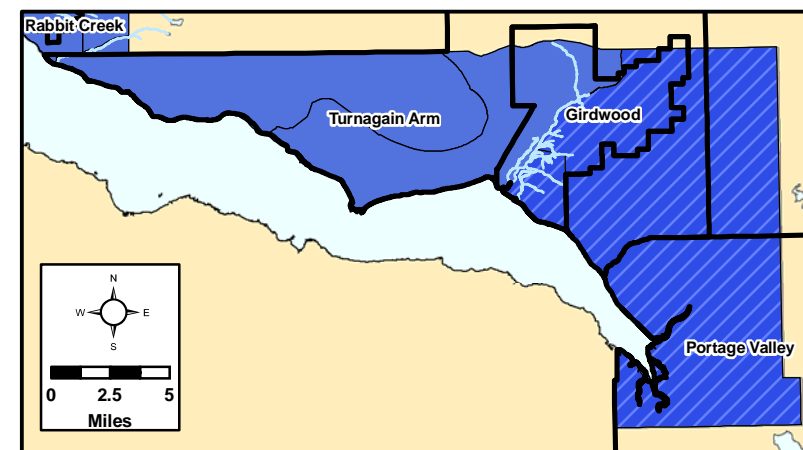 Rabbit Creek
Turnagain Arm
Girdwood
Portage Valley
N
W E
S
0 2.5 5
Miles